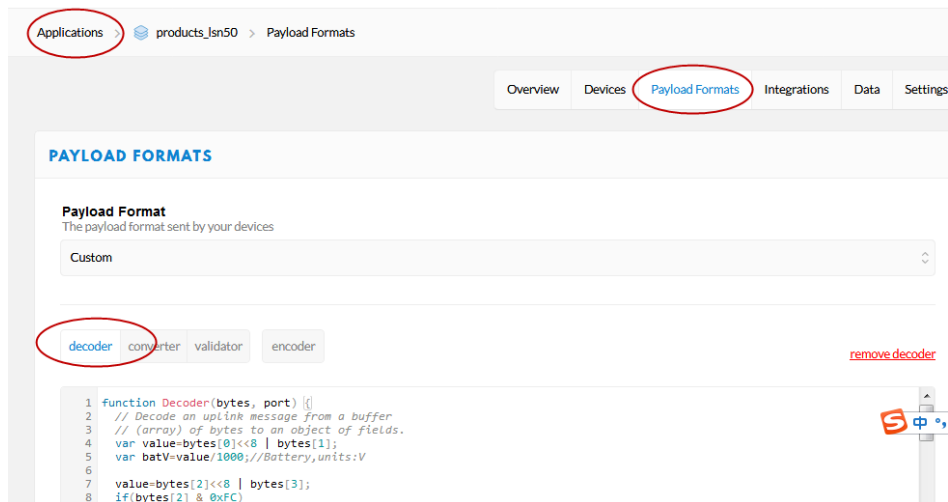 Applications > products_lsn50 > Payload Formats
Overview Devices Payload Formats Integrations Data Settings
PAYLOAD FORMATS
Payload Format
The payload format sent by your devices
Custom
decoder converter validator encoder
remove decoder
1 function Decoder(bytes, port) {
2 // Decode an uplink message from a buffer
3 // (array) of bytes to an object of fields.
4 var value=bytes[0]<<8 | bytes[1];
5 var batV=value/1000;//Battery,units:V
6
7 value=bytes[2]<<8 | bytes[3];
8 if(bytes[2] & 0xFC)
S 中 °,